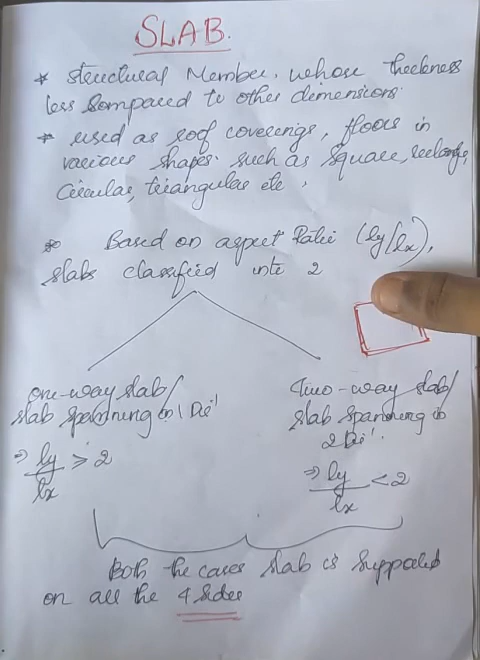 SLAB.
* Structural Member, whose thickness
less compared to other dimensions.
* used as roof coverings, floors in
various shapes. such as Square, rectangle,
Circular, triangular etc,
* Based on aspect Ratio (ly/lx),
slabs classified into 2
one-way slab/
slab spanning in 1 Dir'
⇒ ly/lx ≥ 2
Two-way slab/
slab spanning in
2 Dir'.
⇒ ly/lx < 2
Both the cases slab is supported
on all the 4 sides